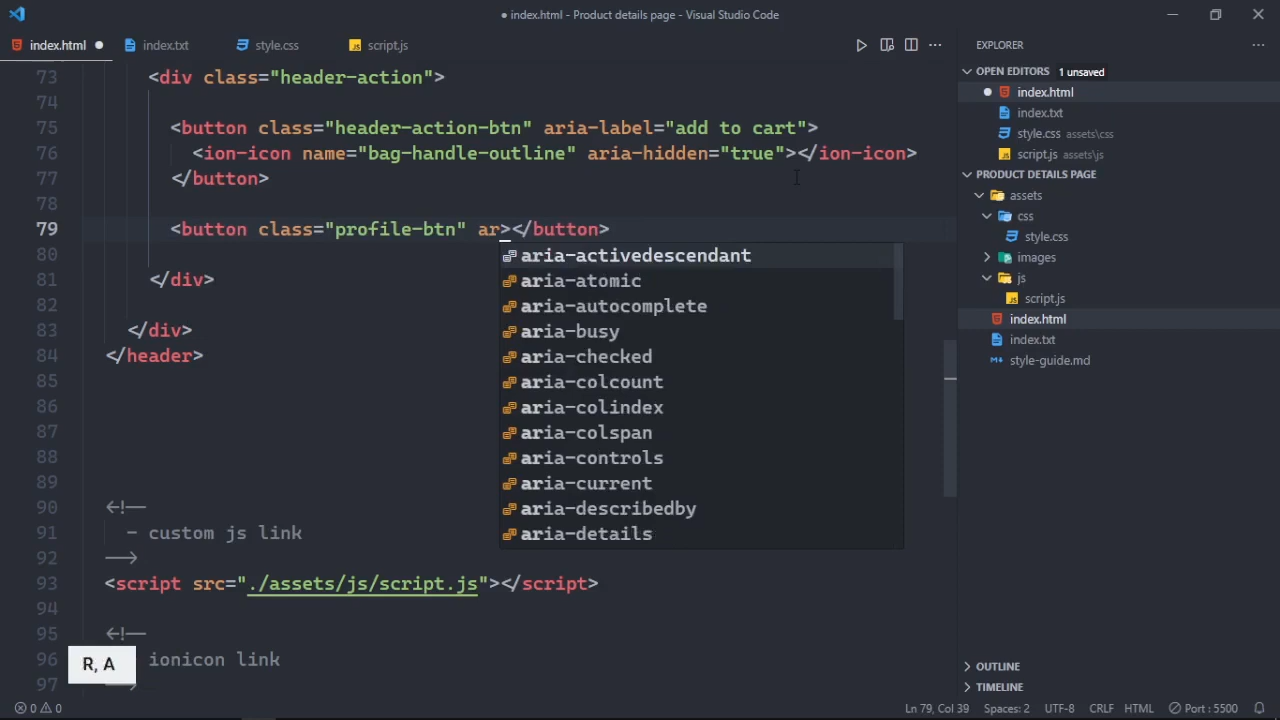 ● index.html - Product details page - Visual Studio Code
index.html ●
index.txt
style.css
script.js
EXPLORER
73 <div class="header-action">
74
75 <button class="header-action-btn" aria-label="add to cart">
76 <ion-icon name="bag-handle-outline" aria-hidden="true"></ion-icon>
77 </button>
78
79 <button class="profile-btn" ar></button>
80
81 </div>
82
83 </div>
84 </header>
85
86
87
88
89
90 <!--
91 - custom js link
92 -->
93 <script src="./assets/js/script.js"></script>
94
95 <!--
96 ionicon link
97
aria-activedescendant
aria-atomic
aria-autocomplete
aria-busy
aria-checked
aria-colcount
aria-colindex
aria-colspan
aria-controls
aria-current
aria-describedby
aria-details
R, A
OPEN EDITORS 1 unsaved
● index.html
index.txt
style.css assets\css
script.js assets\js
PRODUCT DETAILS PAGE
assets
css
style.css
images
js
script.js
index.html
index.txt
style-guide.md
OUTLINE
TIMELINE
0 0
Ln 79, Col 39 Spaces: 2 UTF-8 CRLF HTML Port : 5500